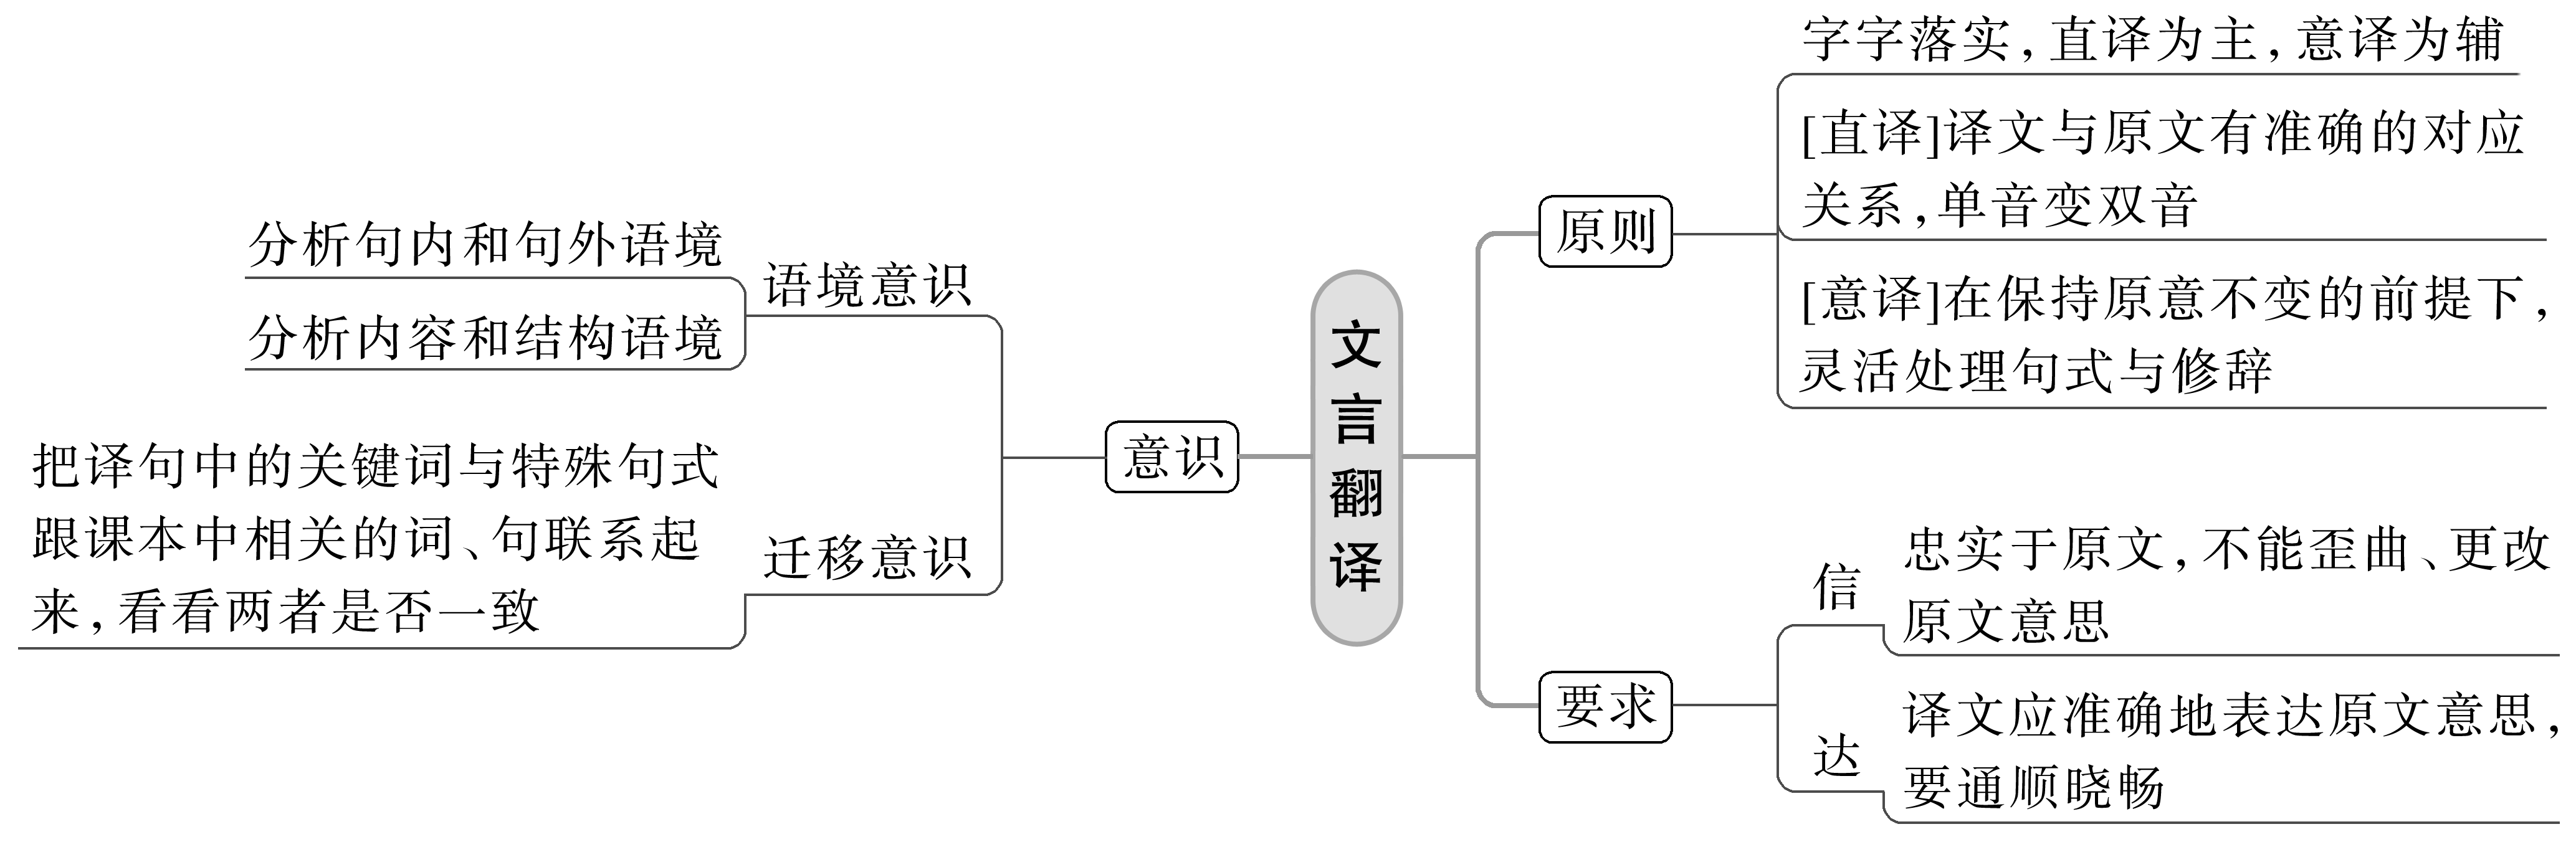 文言翻译
原则
字字落实,直译为主,意译为辅
[直译]译文与原文有准确的对应
关系,单音变双音
[意译]在保持原意不变的前提下,
灵活处理句式与修辞
要求
信
忠实于原文,不能歪曲、更改
原文意思
达
译文应准确地表达原文意思,
要通顺晓畅
意识
语境意识
分析句内和句外语境
分析内容和结构语境
迁移意识
把译句中的关键词与特殊句式
跟课本中相关的词、句联系起
来,看看两者是否一致